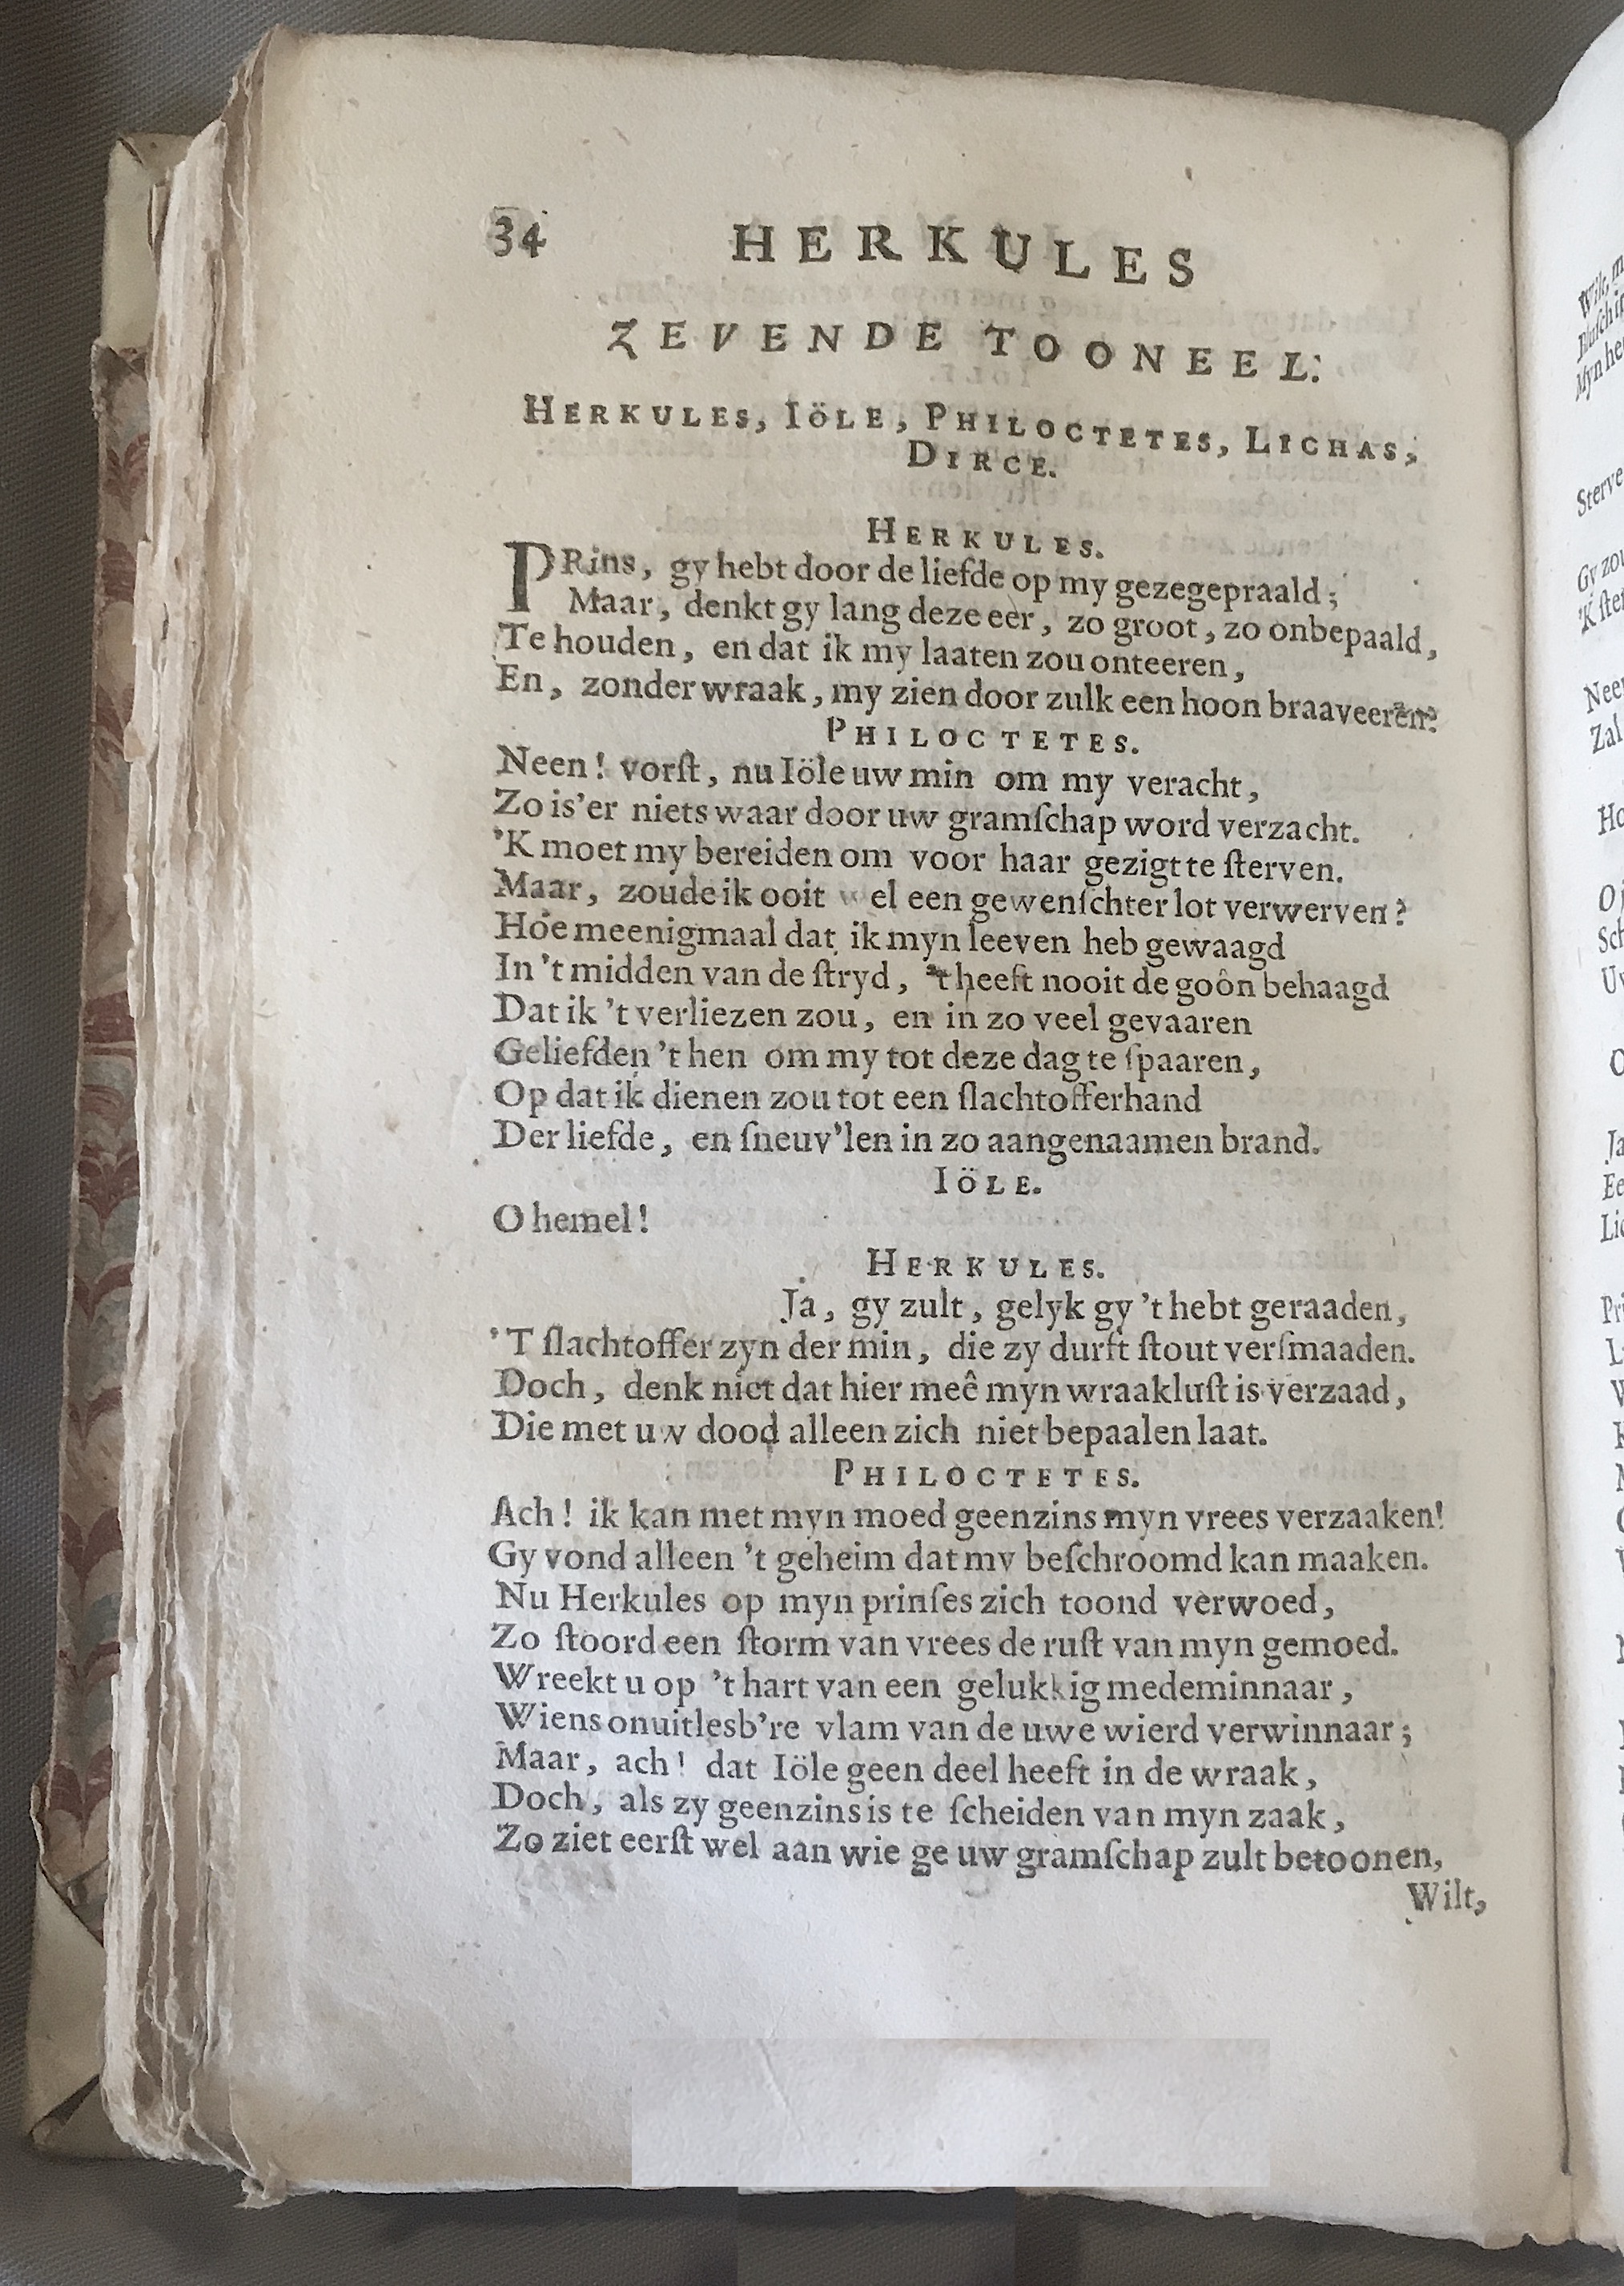 34 HERKULES
ZEVENDE TOONEEL.
HERKULES, IÖLE, PHILOCTETES, LICHAS,
DIRCE.
HERKULES.
PRins, gy hebt door de liefde op my gezegepraald;
Maar, denkt gy lang deze eer, zo groot, zo onbepaald,
Te houden, en dat ik my laaten zou onteeren,
En, zonder wraak, my zien door zulk een hoon braaveeren?
PHILOCTETES.
Neen! vorſt, nu Iöle uw min om my veracht,
Zo is'er niets waar door uw gramſchap word verzacht.
'K moet my bereiden om voor haar gezigt te ſterven.
Maar, zoude ik ooit wel een gewenſchter lot verwerven?
Hoe meenigmaal dat ik myn leeven heb gewaagd
In 't midden van de ſtryd, 't heeft nooit de goôn behaagd
Dat ik 't verliezen zou, en in zo veel gevaaren
Geliefden 't hen om my tot deze dag te ſpaaren,
Op dat ik dienen zou tot een ſlachtofferhand
Der liefde, en ſneuv'len in zo aangenaamen brand.
IÖLE.
O hemel!
HERKULES.
Ja, gy zult, gelyk gy 't hebt geraaden,
'T ſlachtoffer zyn der min, die zy durft ſtout verſmaaden.
Doch, denk niet dat hier meê myn wraakluſt is verzaad,
Die met uw dood alleen zich niet bepaalen laat.
PHILOCTETES.
Ach! ik kan met myn moed geenzins myn vrees verzaaken!
Gy vond alleen 't geheim dat my beſchroomd kan maaken.
Nu Herkules op myn prinſes zich toond verwoed,
Zo ſtoord een ſtorm van vrees de ruſt van myn gemoed.
Wreekt u op 't hart van een gelukkig medeminnaar,
Wiens onuitlesb're vlam van de uwe wierd verwinnaar;
Maar, ach! dat Iöle geen deel heeft in de wraak,
Doch, als zy geenzins is te ſcheiden van myn zaak,
Zo ziet eerſt wel aan wie ge uw gramſchap zult betoonen,
Wilt,